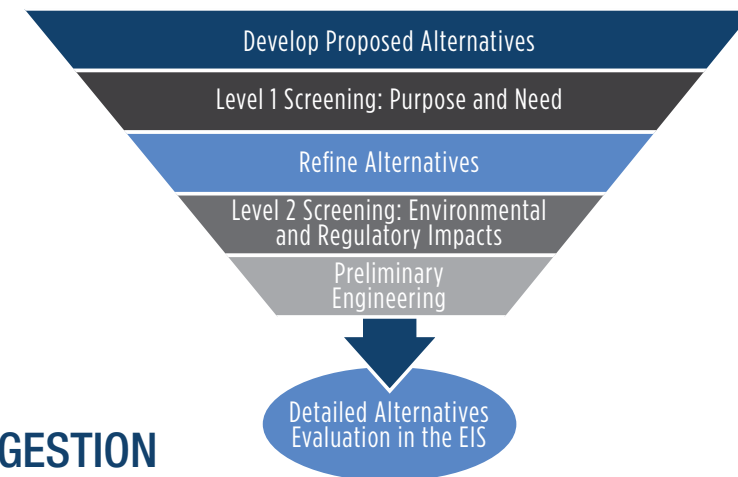 Develop Proposed Alternatives
Level 1 Screening: Purpose and Need
Refine Alternatives
Level 2 Screening: Environmental
and Regulatory Impacts
Preliminary
Engineering
Detailed Alternatives
Evaluation in the EIS
GESTION